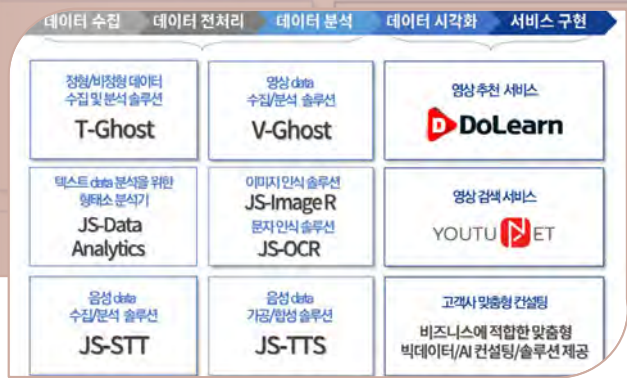 데이터 수집
데이터 전처리
데이터 분석
데이터 시각화
서비스 구현
정형/비정형 데이터
수집 및 분석 솔루션
T-Ghost
영상 data
수집/분석 솔루션
V-Ghost
영상 추천 서비스
DoLearn
텍스트 data 분석을 위한
형태소 분석기
JS-Data
Analytics
이미지 인식 솔루션
JS-Image R
문자 인식 솔루션
JS-OCR
영상 검색 서비스
YOUTU N ET
음성 data
수집/분석 솔루션
JS-STT
음성 data
가공/합성 솔루션
JS-TTS
고객사 맞춤형 컨설팅
비즈니스에 적합한 맞춤형
빅데이터/AI 컨설팅/솔루션 제공